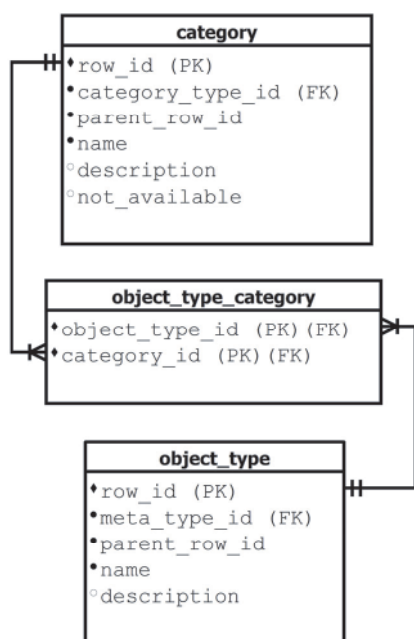 category
row_id (PK)
category_type_id (FK)
parent_row_id
name
description
not_available
object_type_category
object_type_id (PK)(FK)
category_id (PK)(FK)
object_type
row_id (PK)
meta_type_id (FK)
parent_row_id
name
description